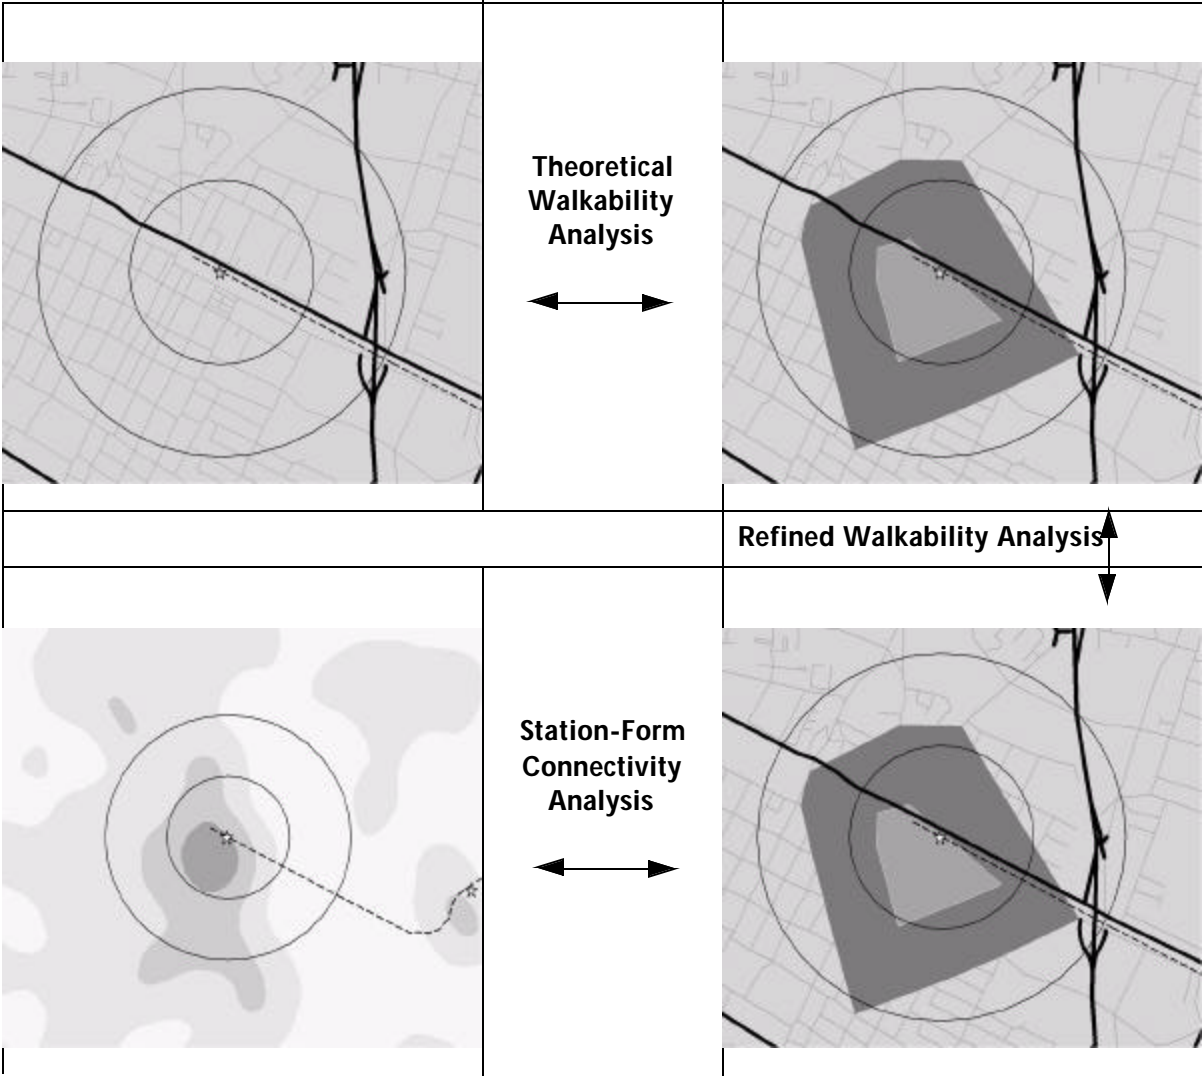 Theoretical
Walkability
Analysis
Refined Walkability Analysis
Station-Form
Connectivity
Analysis